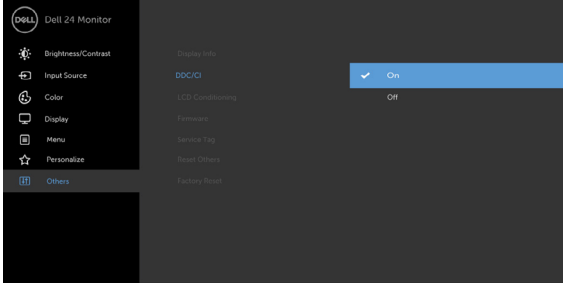 DELL Dell 24 Monitor
Brightness/Contrast
Display Info
Input Source
DDC/CI
On
Color
LCD Conditioning
Off
Display
Firmware
Menu
Service Tag
Personalize
Reset Others
Others
Factory Reset